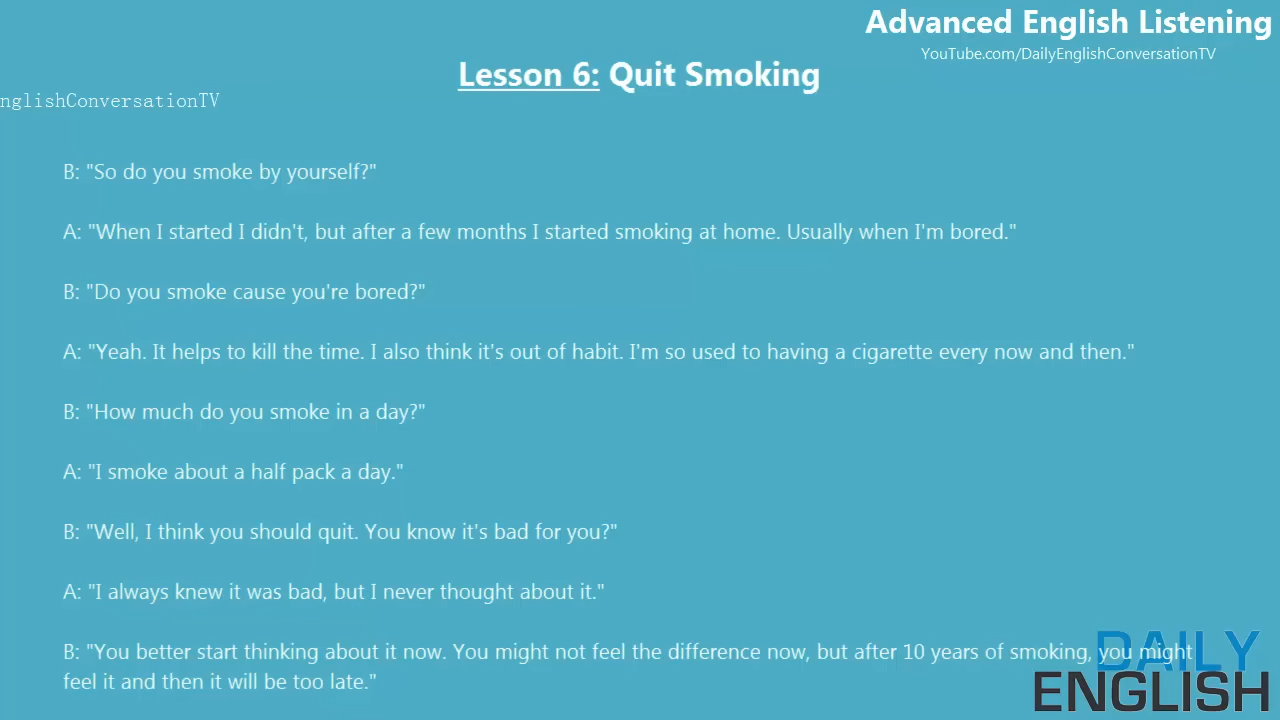 Advanced English Listening
YouTube.com/DailyEnglishConversationTV
Lesson 6: Quit Smoking
nglishConversationTV
B: "So do you smoke by yourself?"
A: "When I started I didn't, but after a few months I started smoking at home. Usually when I'm bored."
B: "Do you smoke cause you're bored?"
A: "Yeah. It helps to kill the time. I also think it's out of habit. I'm so used to having a cigarette every now and then."
B: "How much do you smoke in a day?"
A: "I smoke about a half pack a day."
B: "Well, I think you should quit. You know it's bad for you?"
A: "I always knew it was bad, but I never thought about it."
B: "You better start thinking about it now. You might not feel the difference now, but after 10 years of smoking, you might
feel it and then it will be too late."
DAILY
ENGLISH